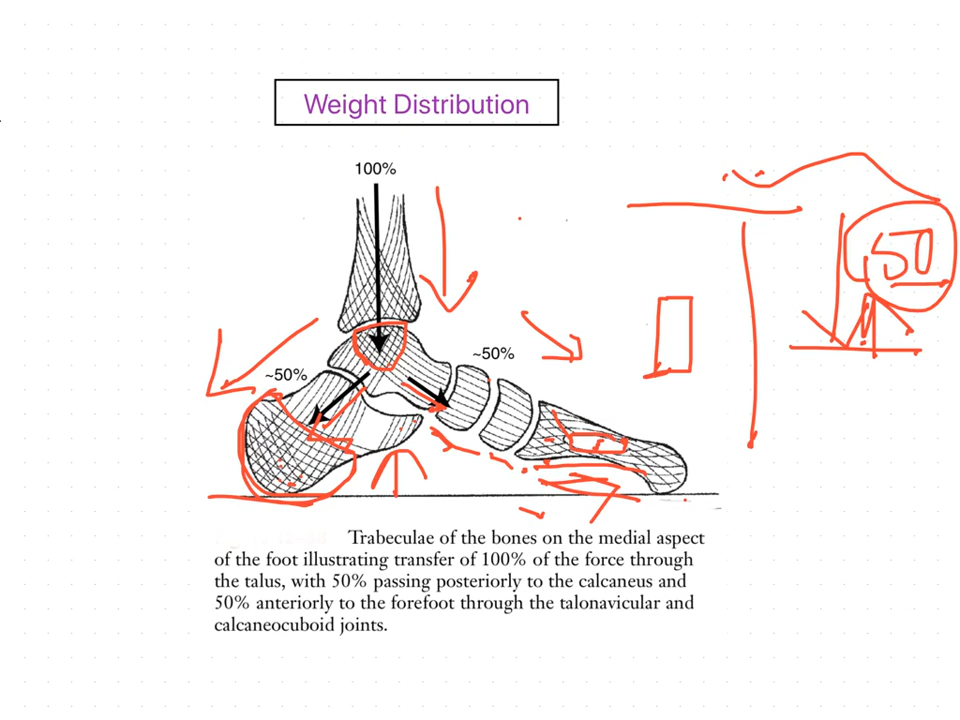 Weight Distribution
100%
50
~50%
~50%
Trabeculae of the bones on the medial aspect
of the foot illustrating transfer of 100% of the force through
the talus, with 50% passing posteriorly to the calcaneus and
50% anteriorly to the forefoot through the talonavicular and
calcaneocuboid joints.